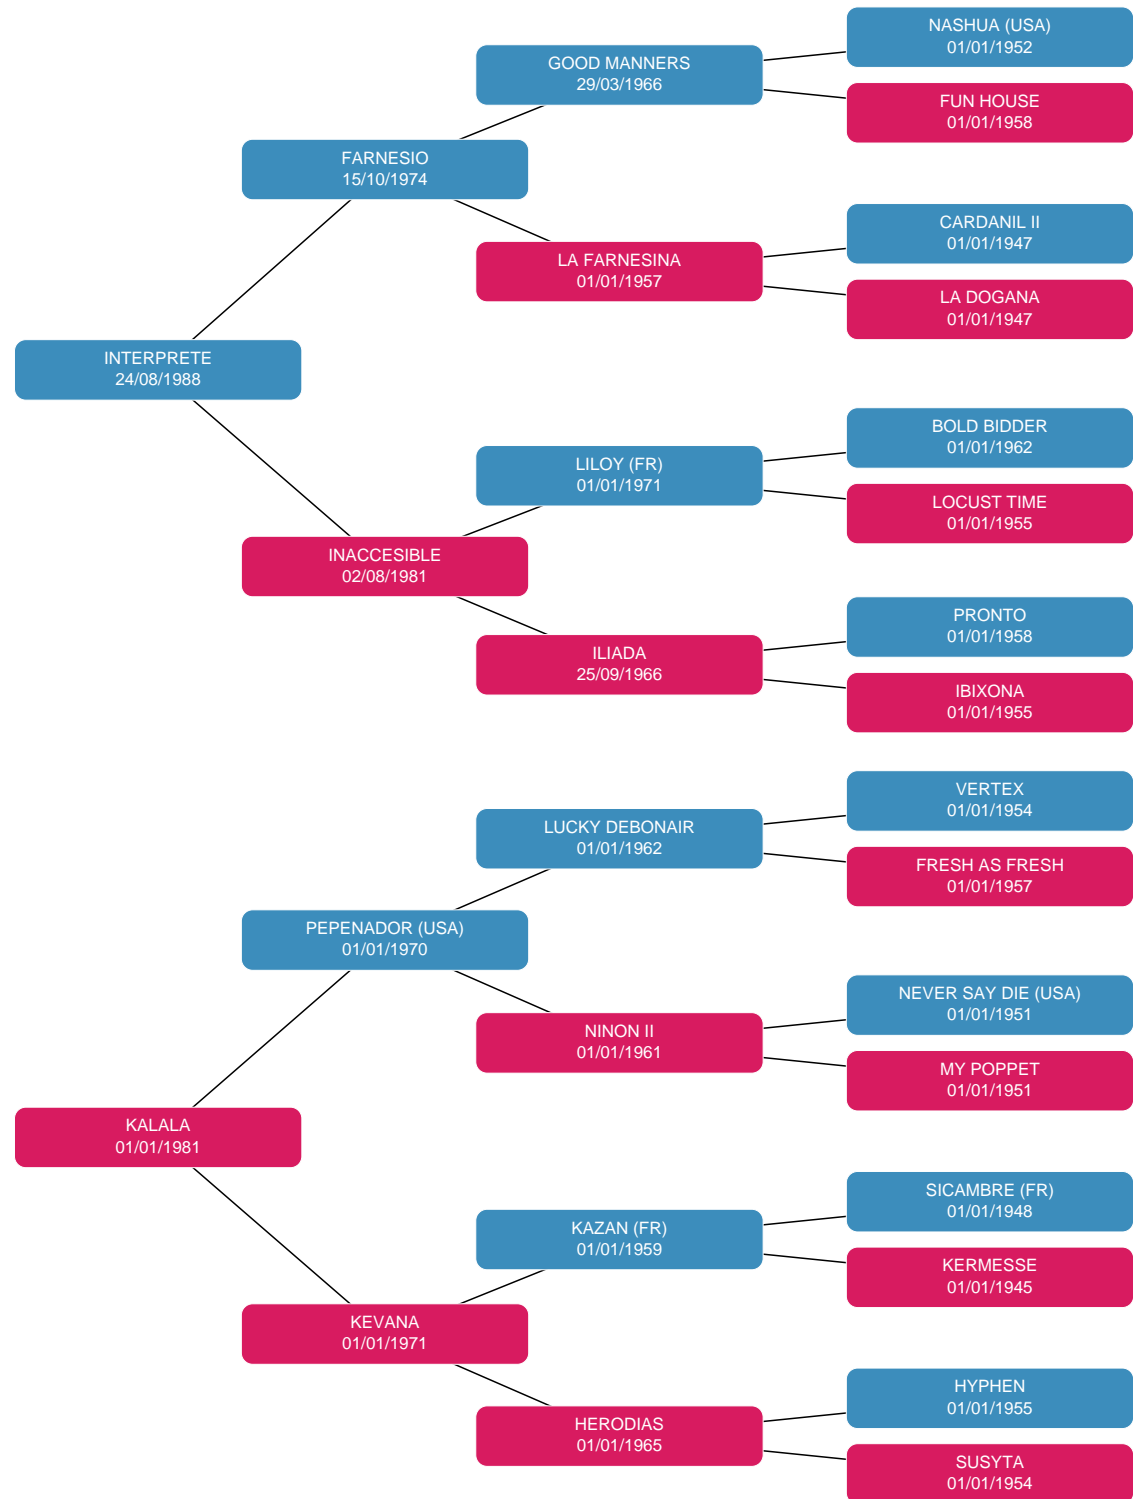 NASHUA (USA)
01/01/1952
GOOD MANNERS
29/03/1966
FUN HOUSE
01/01/1958
FARNESIO
15/10/1974
CARDANIL II
01/01/1947
LA FARNESINA
01/01/1957
LA DOGANA
01/01/1947
INTERPRETE
24/08/1988
BOLD BIDDER
01/01/1962
LILOY (FR)
01/01/1971
LOCUST TIME
01/01/1955
INACCESIBLE
02/08/1981
PRONTO
01/01/1958
ILIADA
25/09/1966
IBIXONA
01/01/1955
VERTEX
01/01/1954
LUCKY DEBONAIR
01/01/1962
FRESH AS FRESH
01/01/1957
PEPENADOR (USA)
01/01/1970
NEVER SAY DIE (USA)
01/01/1951
NINON II
01/01/1961
MY POPPET
01/01/1951
KALALA
01/01/1981
SICAMBRE (FR)
01/01/1948
KAZAN (FR)
01/01/1959
KERMESSE
01/01/1945
KEVANA
01/01/1971
HYPHEN
01/01/1955
HERODIAS
01/01/1965
SUSYTA
01/01/1954